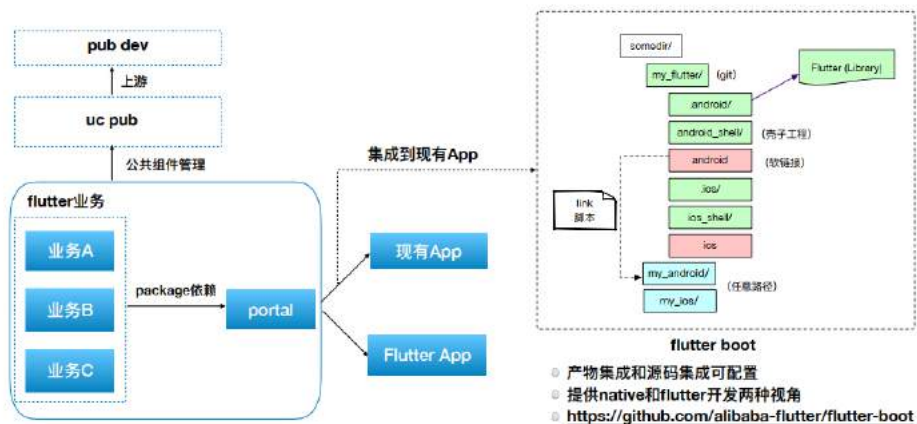 pub dev
上游
uc pub
公共组件管理
flutter业务
业务A
业务B
业务C
package依赖
portal
集成到现有App
现有App
Flutter App
somedir/
my_flutter/ (git)
.android/
Flutter (Library)
android_shell/ (壳子工程)
android (软链接)
link
脚本
.ios/
ios_shell/
ios
my_android/ (任意路径)
my_ios/
flutter boot
产物集成和源码集成可配置
提供native和flutter开发两种视角
https://github.com/alibaba-flutter/flutter-boot